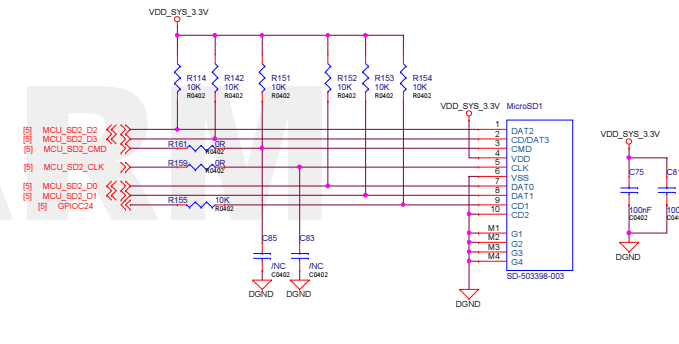 VDD_SYS_3.3V
R114
10K
R0402
R142
10K
R0402
R151
10K
R0402
R152
10K
R0402
R153
10K
R0402
R154
10K
R0402
VDD_SYS_3.3V
MicroSD1
[5] MCU_SD2_D2
[5] MCU_SD2_D3
[5] MCU_SD2_CMD
R161
0R
R0402
[5] MCU_SD2_CLK
R159
0R
R0402
[5] MCU_SD2_D0
[5] MCU_SD2_D1
[5] GPIOC24
R155
10K
R0402
1 DAT2
2 CD/DAT3
3 CMD
4 VDD
5 CLK
6 VSS
7 DAT0
8 DAT1
9 CD1
10 CD2
M1 G1
M2 G2
M3 G3
M4 G4
SD-503398-003
DGND
C85
/NC
C0402
DGND
C83
/NC
C0402
DGND
VDD_SYS_3.3V
C75
100nF
C0402
DGND
C81
ARM